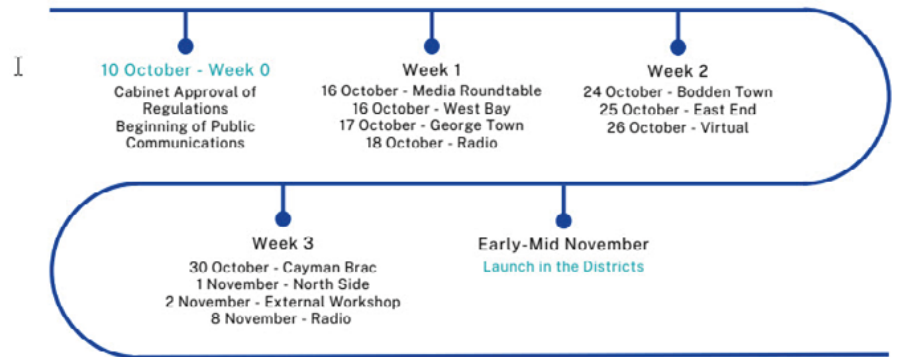 10 October - Week 0
Cabinet Approval of
Regulations
Beginning of Public
Communications
Week 1
16 October - Media Roundtable
16 October - West Bay
17 October - George Town
18 October - Radio
Week 2
24 October - Bodden Town
25 October - East End
26 October - Virtual
Week 3
30 October - Cayman Brac
1 November - North Side
2 November - External Workshop
8 November - Radio
Early-Mid November
Launch in the Districts